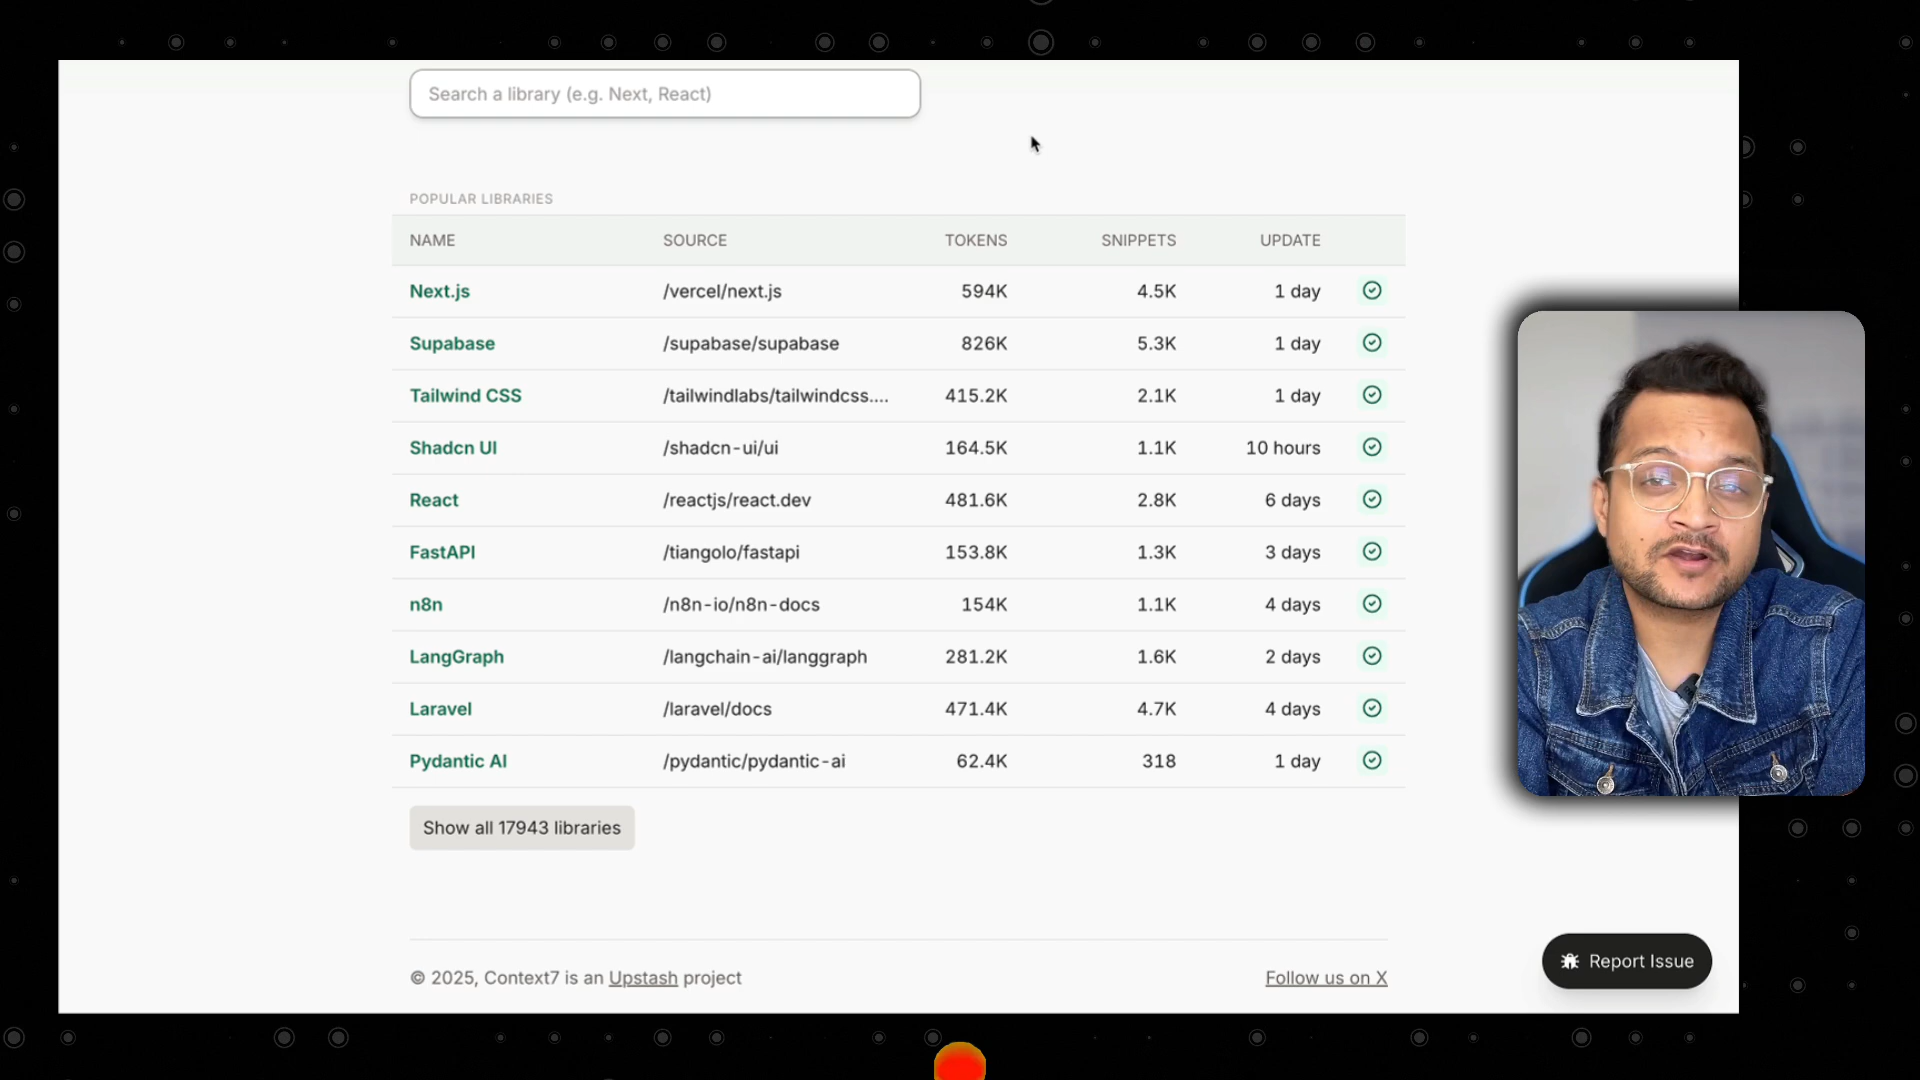 Search a library (e.g. Next, React)
POPULAR LIBRARIES
NAME SOURCE TOKENS SNIPPETS UPDATE
Next.js /vercel/next.js 594K 4.5K 1 day
Supabase /supabase/supabase 826K 5.3K 1 day
Tailwind CSS /tailwindlabs/tailwindcss.... 415.2K 2.1K 1 day
Shadcn UI /shadcn-ui/ui 164.5K 1.1K 10 hours
React /reactjs/react.dev 481.6K 2.8K 6 days
FastAPI /tiangolo/fastapi 153.8K 1.3K 3 days
n8n /n8n-io/n8n-docs 154K 1.1K 4 days
LangGraph /langchain-ai/langgraph 281.2K 1.6K 2 days
Laravel /laravel/docs 471.4K 4.7K 4 days
Pydantic AI /pydantic/pydantic-ai 62.4K 318 1 day
Show all 17943 libraries
Report Issue
© 2025, Context7 is an Upstash project
Follow us on X